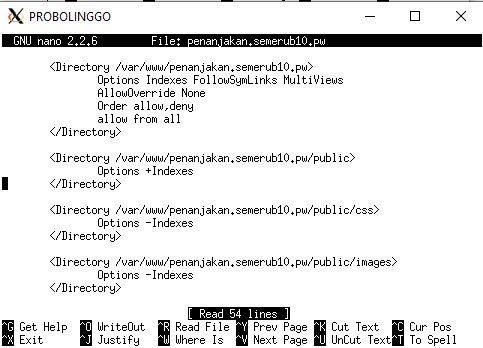 PROBOLINGGO
GNU nano 2.2.6 File: penanjakan.semerub10.pw
<Directory /var/www/penanjakan.semerub10.pw>
Options Indexes FollowSymLinks MultiViews
AllowOverride None
Order allow,deny
allow from all
</Directory>
<Directory /var/www/penanjakan.semerub10.pw/public>
Options +Indexes
</Directory>
<Directory /var/www/penanjakan.semerub10.pw/public/css>
Options -Indexes
</Directory>
<Directory /var/www/penanjakan.semerub10.pw/public/images>
Options -Indexes
</Directory>
[ Read 54 lines ]
^G Get Help ^O WriteOut ^R Read File ^Y Prev Page ^K Cut Text ^C Cur Pos
^X Exit ^J Justify ^W Where Is ^V Next Page ^U UnCut Text ^T To Spell